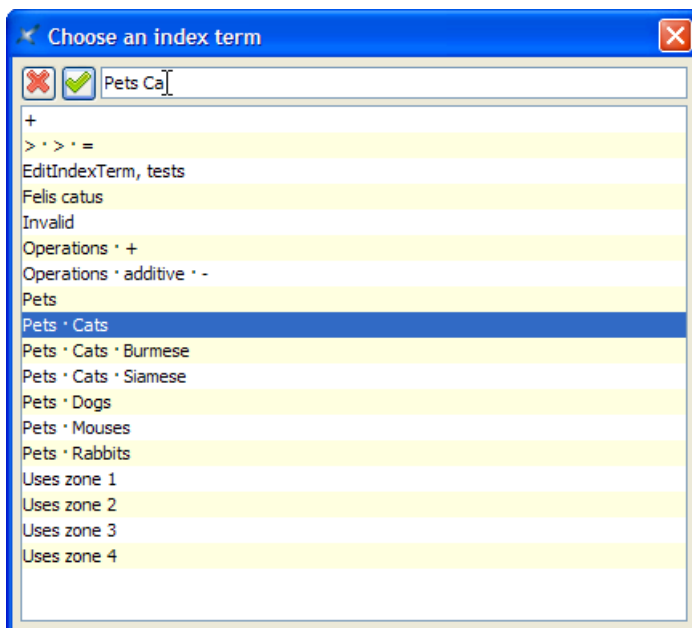 Choose an index term
Pets Ca
+
> · > · =
EditIndexTerm, tests
Felis catus
Invalid
Operations · +
Operations · additive · -
Pets
Pets · Cats
Pets · Cats · Burmese
Pets · Cats · Siamese
Pets · Dogs
Pets · Mouses
Pets · Rabbits
Uses zone 1
Uses zone 2
Uses zone 3
Uses zone 4